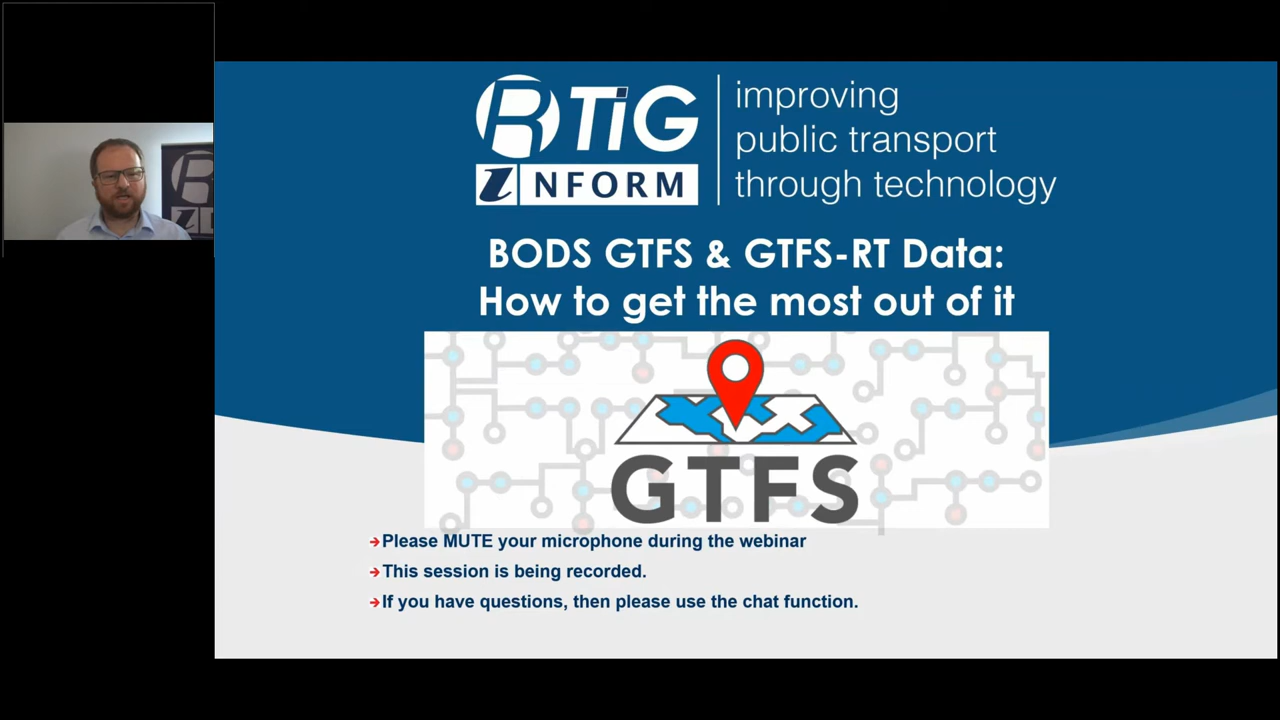 RTiG
iNFORM
improving
public transport
through technology
BODS GTFS & GTFS-RT Data:
How to get the most out of it
GTFS
Please MUTE your microphone during the webinar
This session is being recorded.
If you have questions, then please use the chat function.